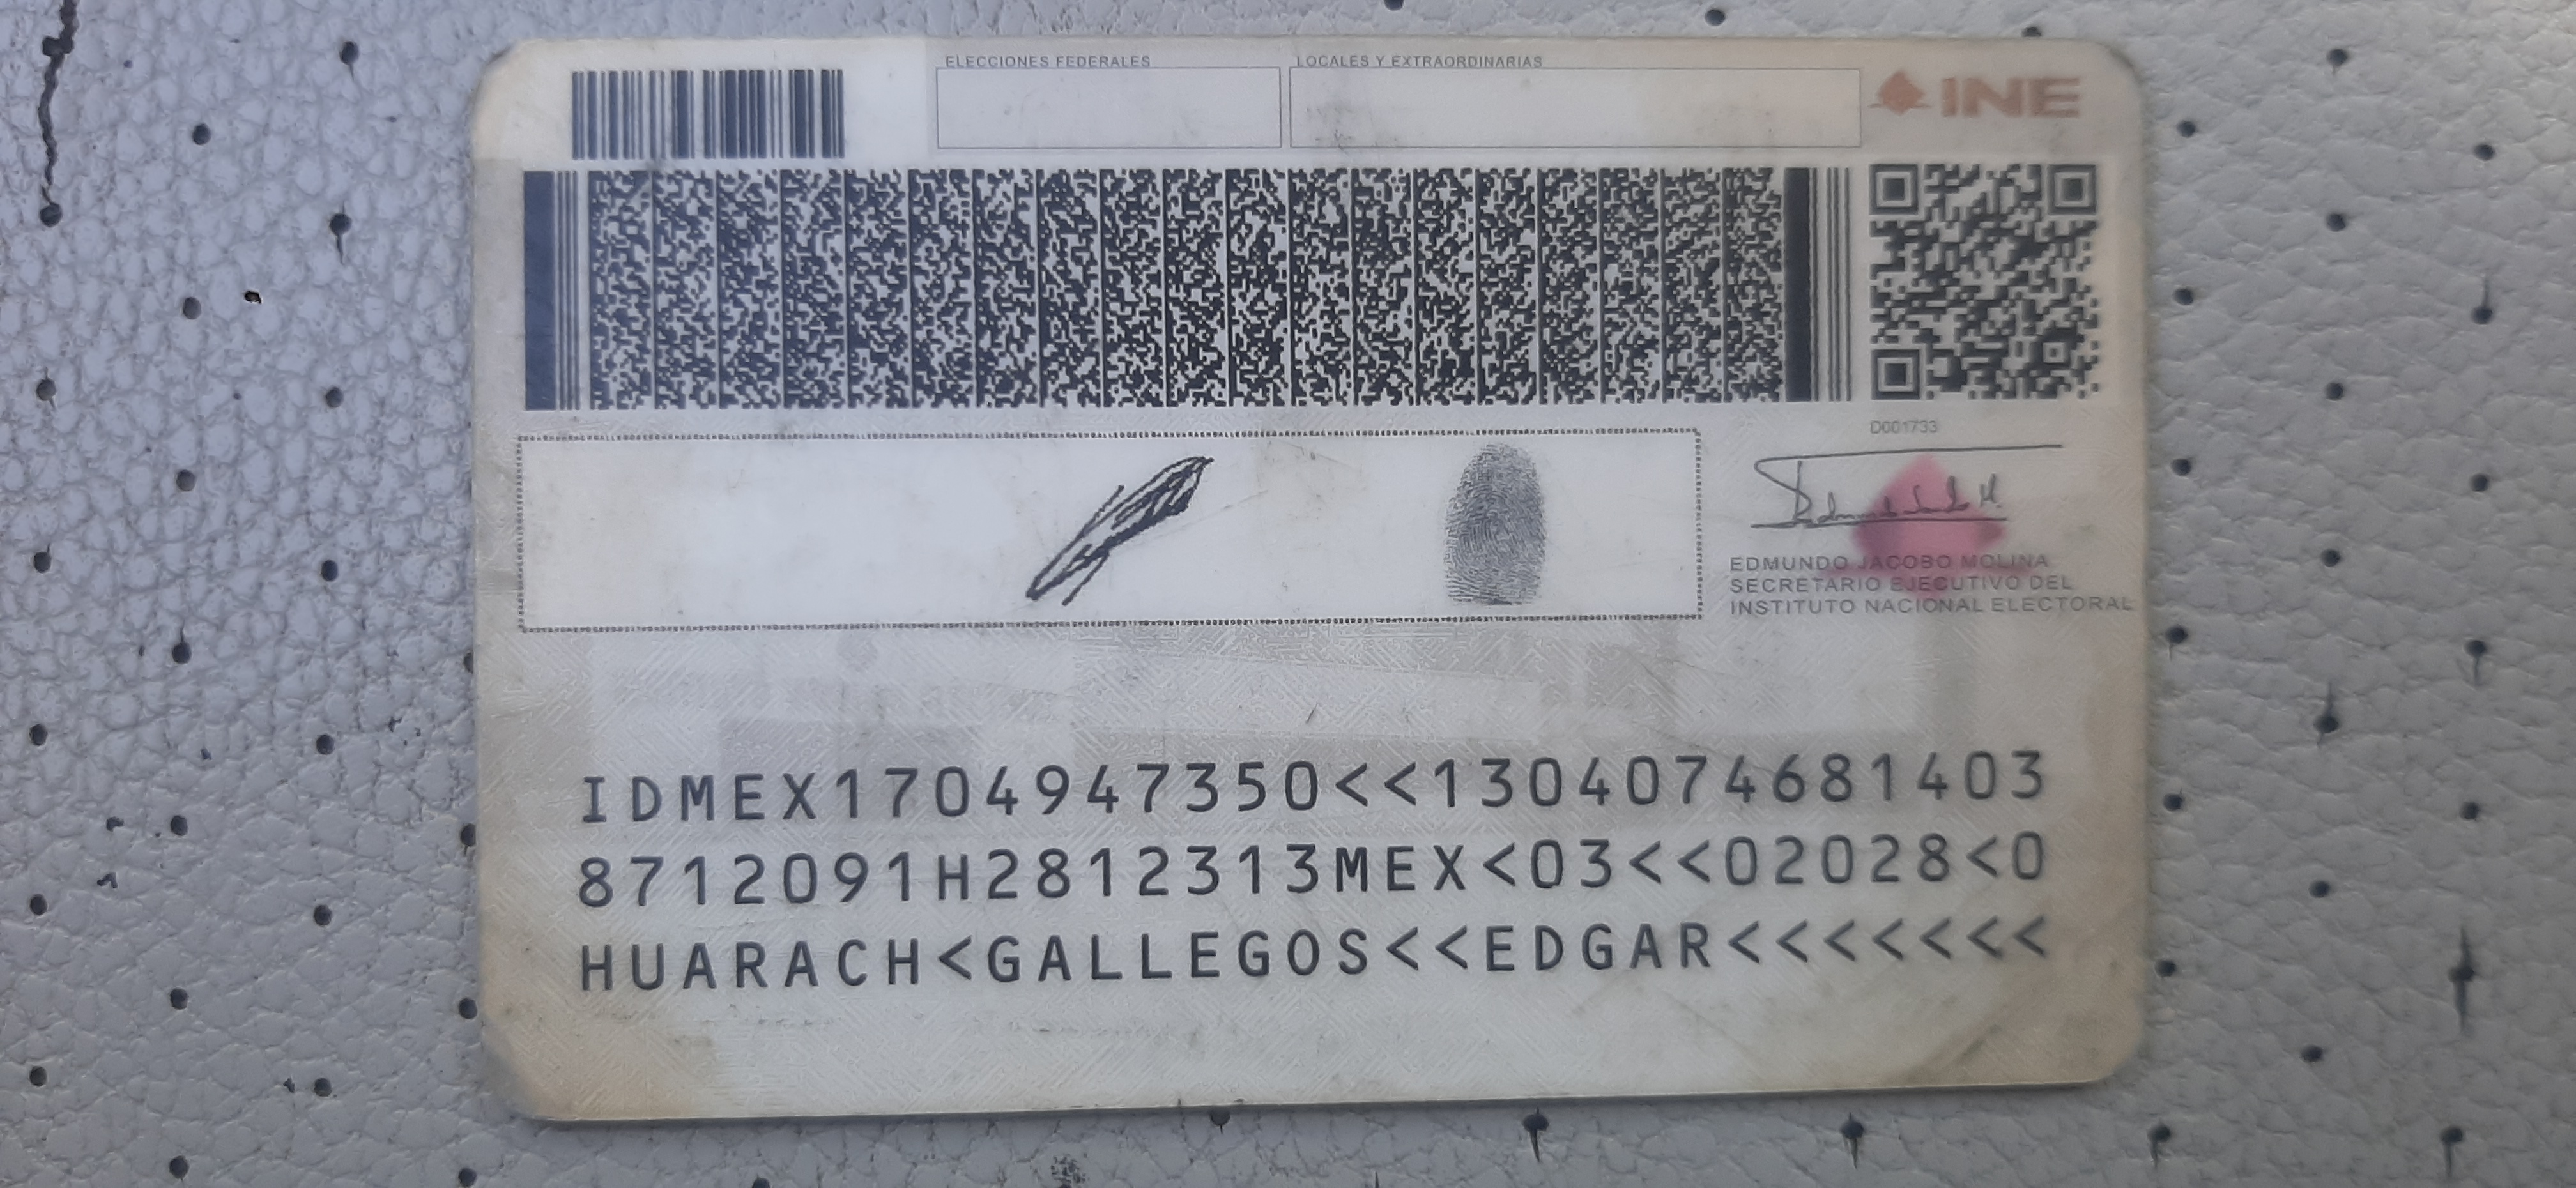 ELECCIONES FEDERALES
LOCALES Y EXTRAORDINARIAS
INE
D001733
EDMUNDO JACOBO MOLINA
SECRETARIO EJECUTIVO DEL
INSTITUTO NACIONAL ELECTORAL
IDMEX1704947350<<1304074681403
8712091H2812313MEX<03<<02028<0
HUARACH<GALLEGOS<<EDGAR<<<<<<<